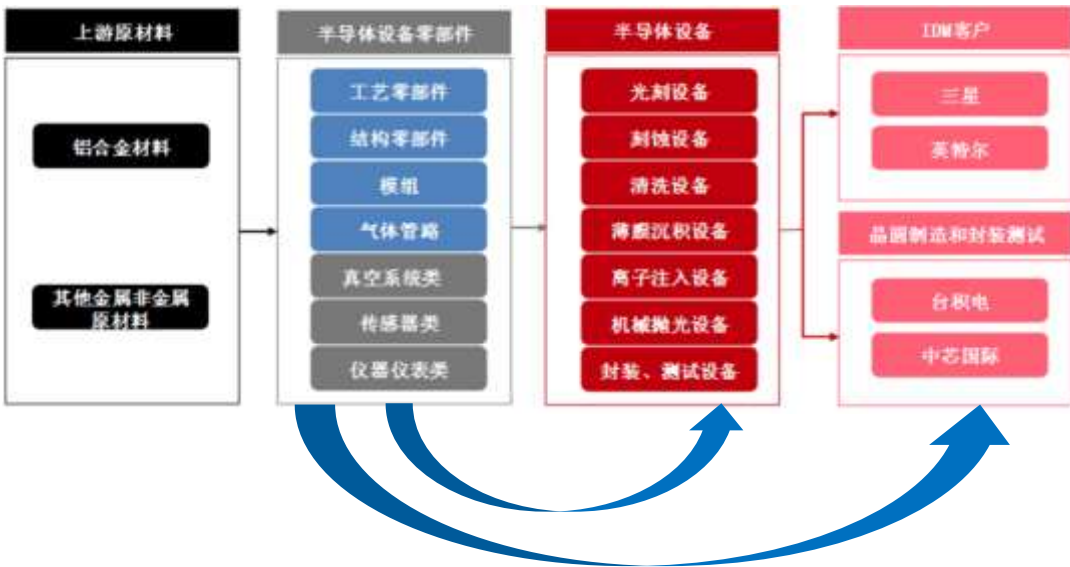 上游原材料
铝合金材料
其他金属非金属
原材料
半导体设备零部件
工艺零部件
结构零部件
模组
气体管路
真空系统类
传感器类
仪器仪表类
半导体设备
光刻设备
刻蚀设备
清洗设备
薄膜沉积设备
离子注入设备
机械抛光设备
封装、测试设备
IDM客户
三星
英特尔
晶圆制造和封装测试
台积电
中芯国际